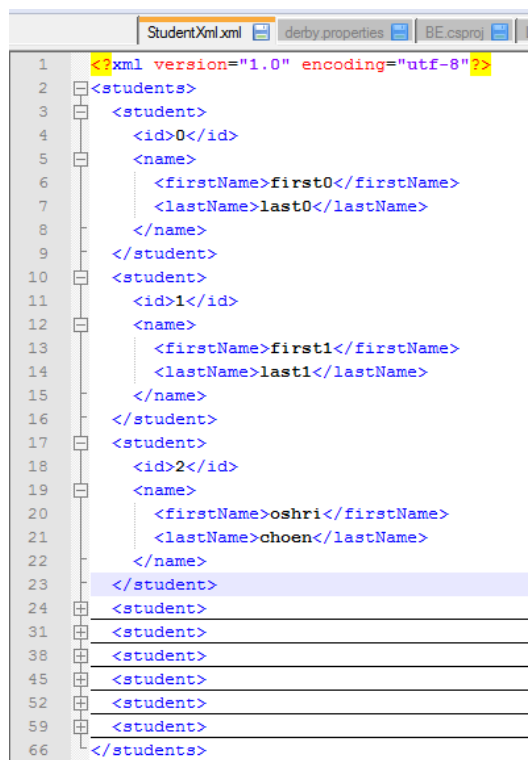 StudentXml.xml derby.properties BE.csproj
1 <?xml version="1.0" encoding="utf-8"?>
2 <students>
3 <student>
4 <id>0</id>
5 <name>
6 <firstName>first0</firstName>
7 <lastName>last0</lastName>
8 </name>
9 </student>
10 <student>
11 <id>1</id>
12 <name>
13 <firstName>first1</firstName>
14 <lastName>last1</lastName>
15 </name>
16 </student>
17 <student>
18 <id>2</id>
19 <name>
20 <firstName>oshri</firstName>
21 <lastName>choen</lastName>
22 </name>
23 </student>
24 <student>
31 <student>
38 <student>
45 <student>
52 <student>
59 <student>
66 </students>